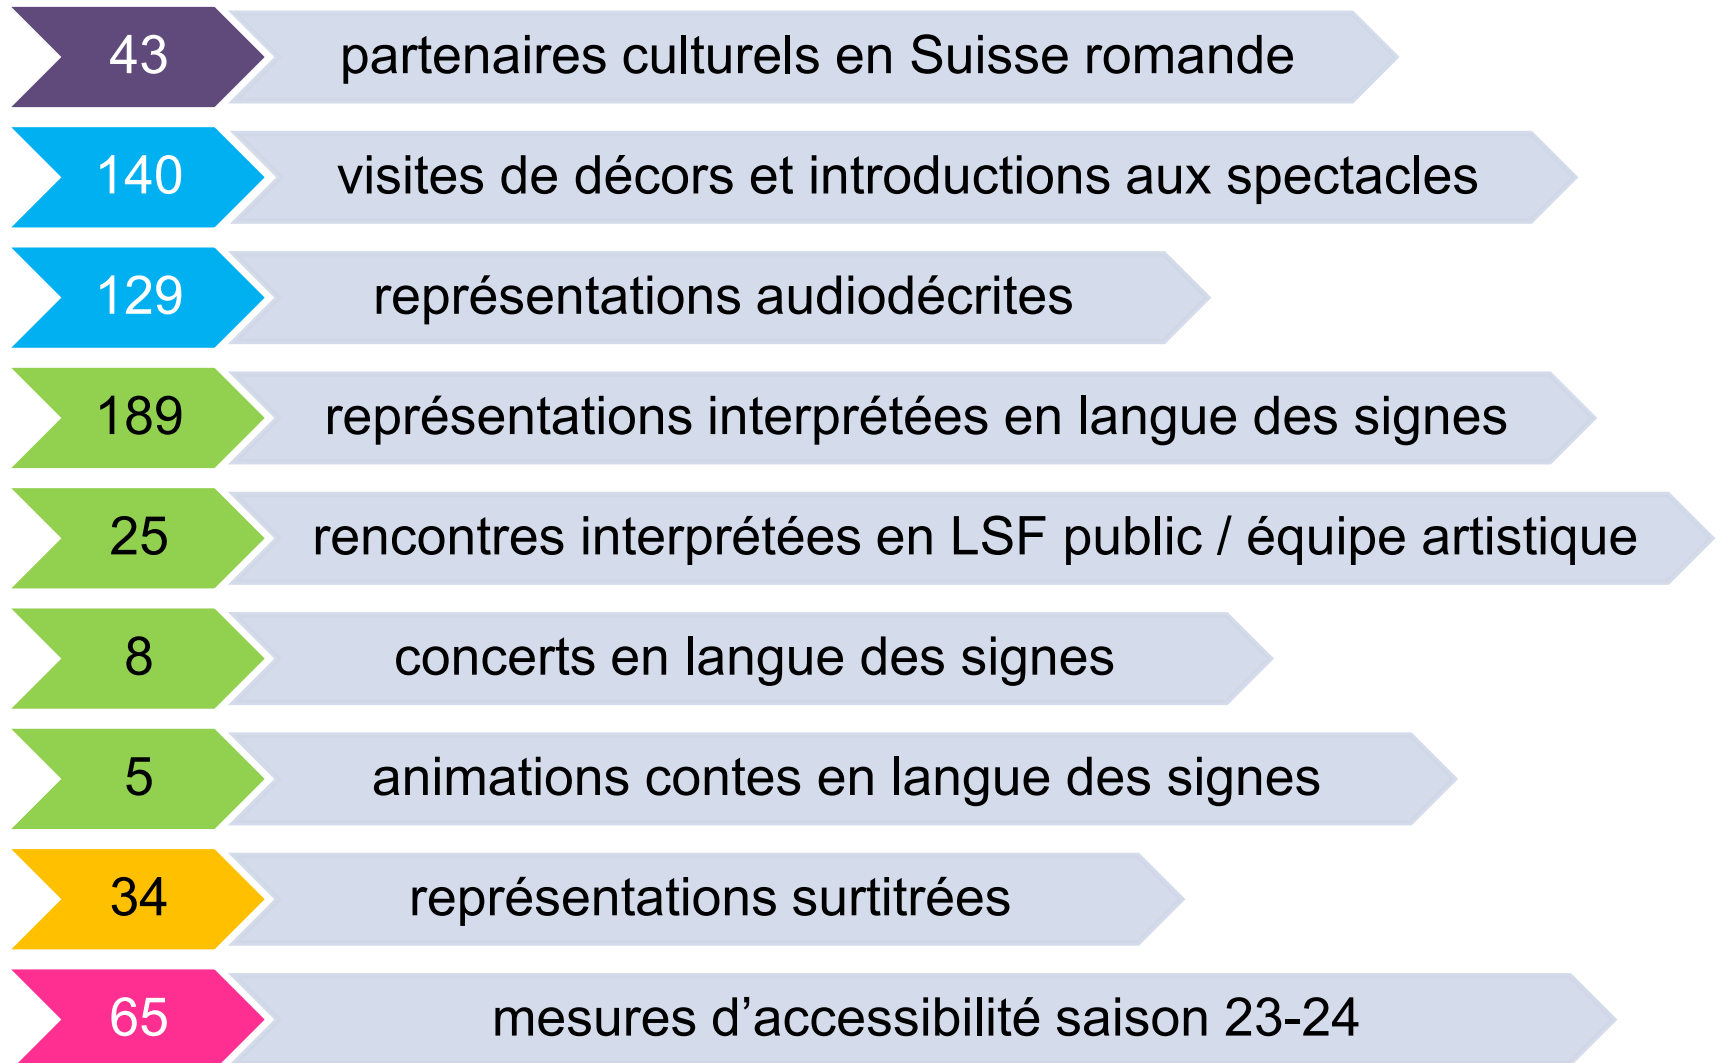 43 partenaires culturels en Suisse romande
140 visites de décors et introductions aux spectacles
129 représentations audiodécrites
189 représentations interprétées en langue des signes
25 rencontres interprétées en LSF public / équipe artistique
8 concerts en langue des signes
5 animations contes en langue des signes
34 représentations surtitrées
65 mesures d’accessibilité saison 23-24